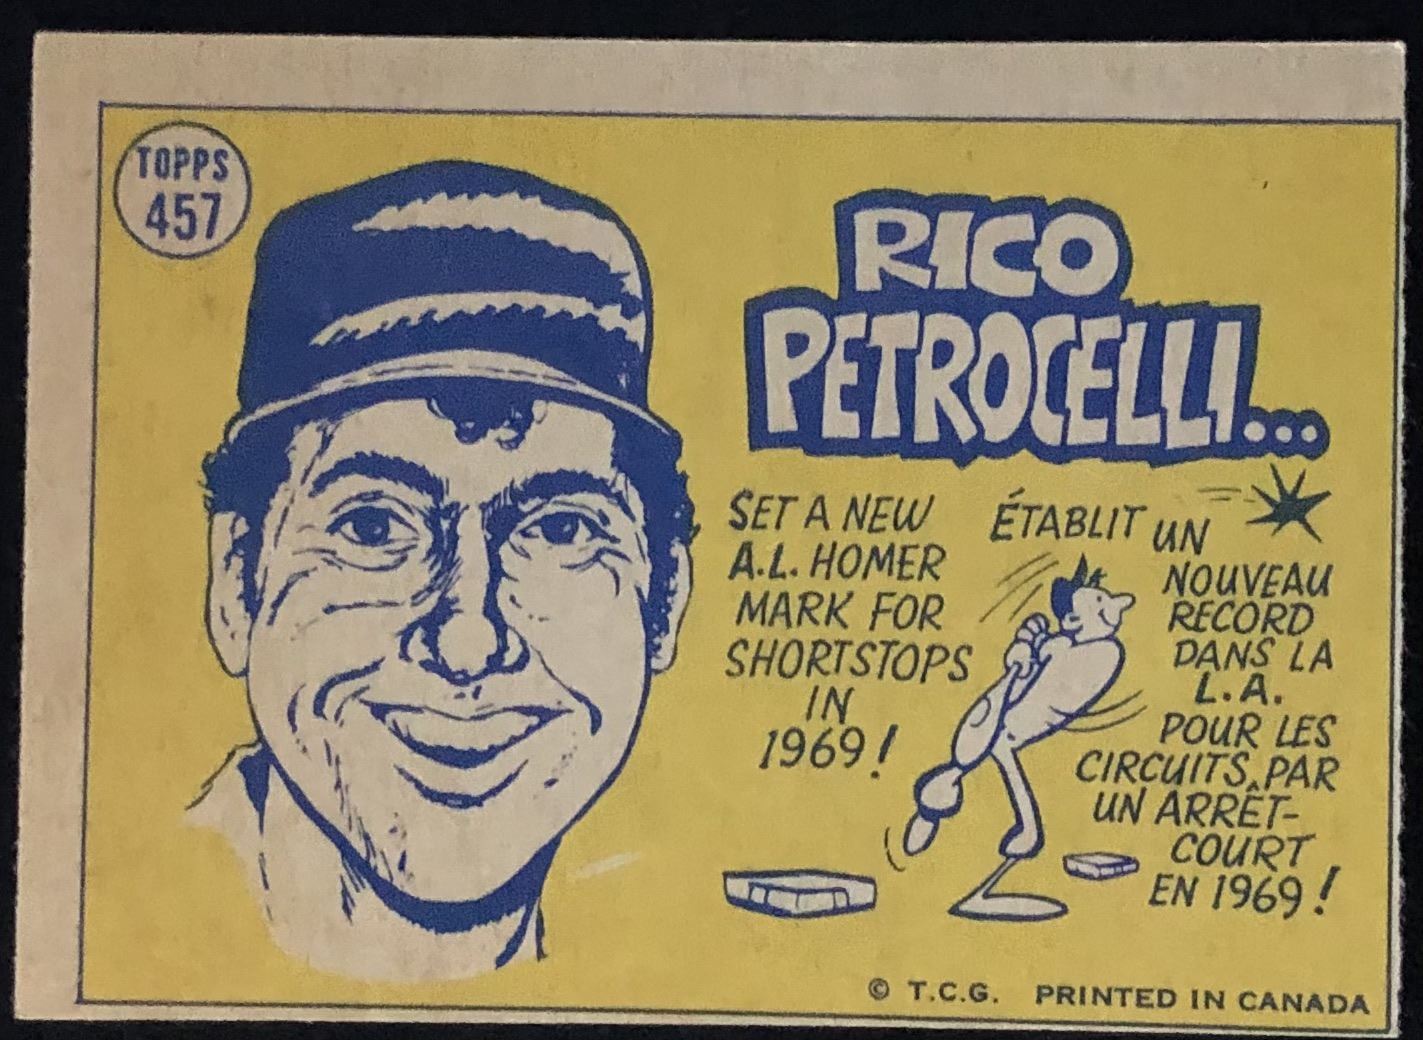 TOPPS
457
RICO
PETROCELLI...
SET A NEW
A.L. HOMER
MARK FOR
SHORTSTOPS
IN
1969!
ÉTABLIT UN
NOUVEAU
RECORD
DANS LA
L.A.
POUR LES
CIRCUITS PAR
UN ARRÊT-
COURT
EN 1969!
© T.C.G. PRINTED IN CANADA